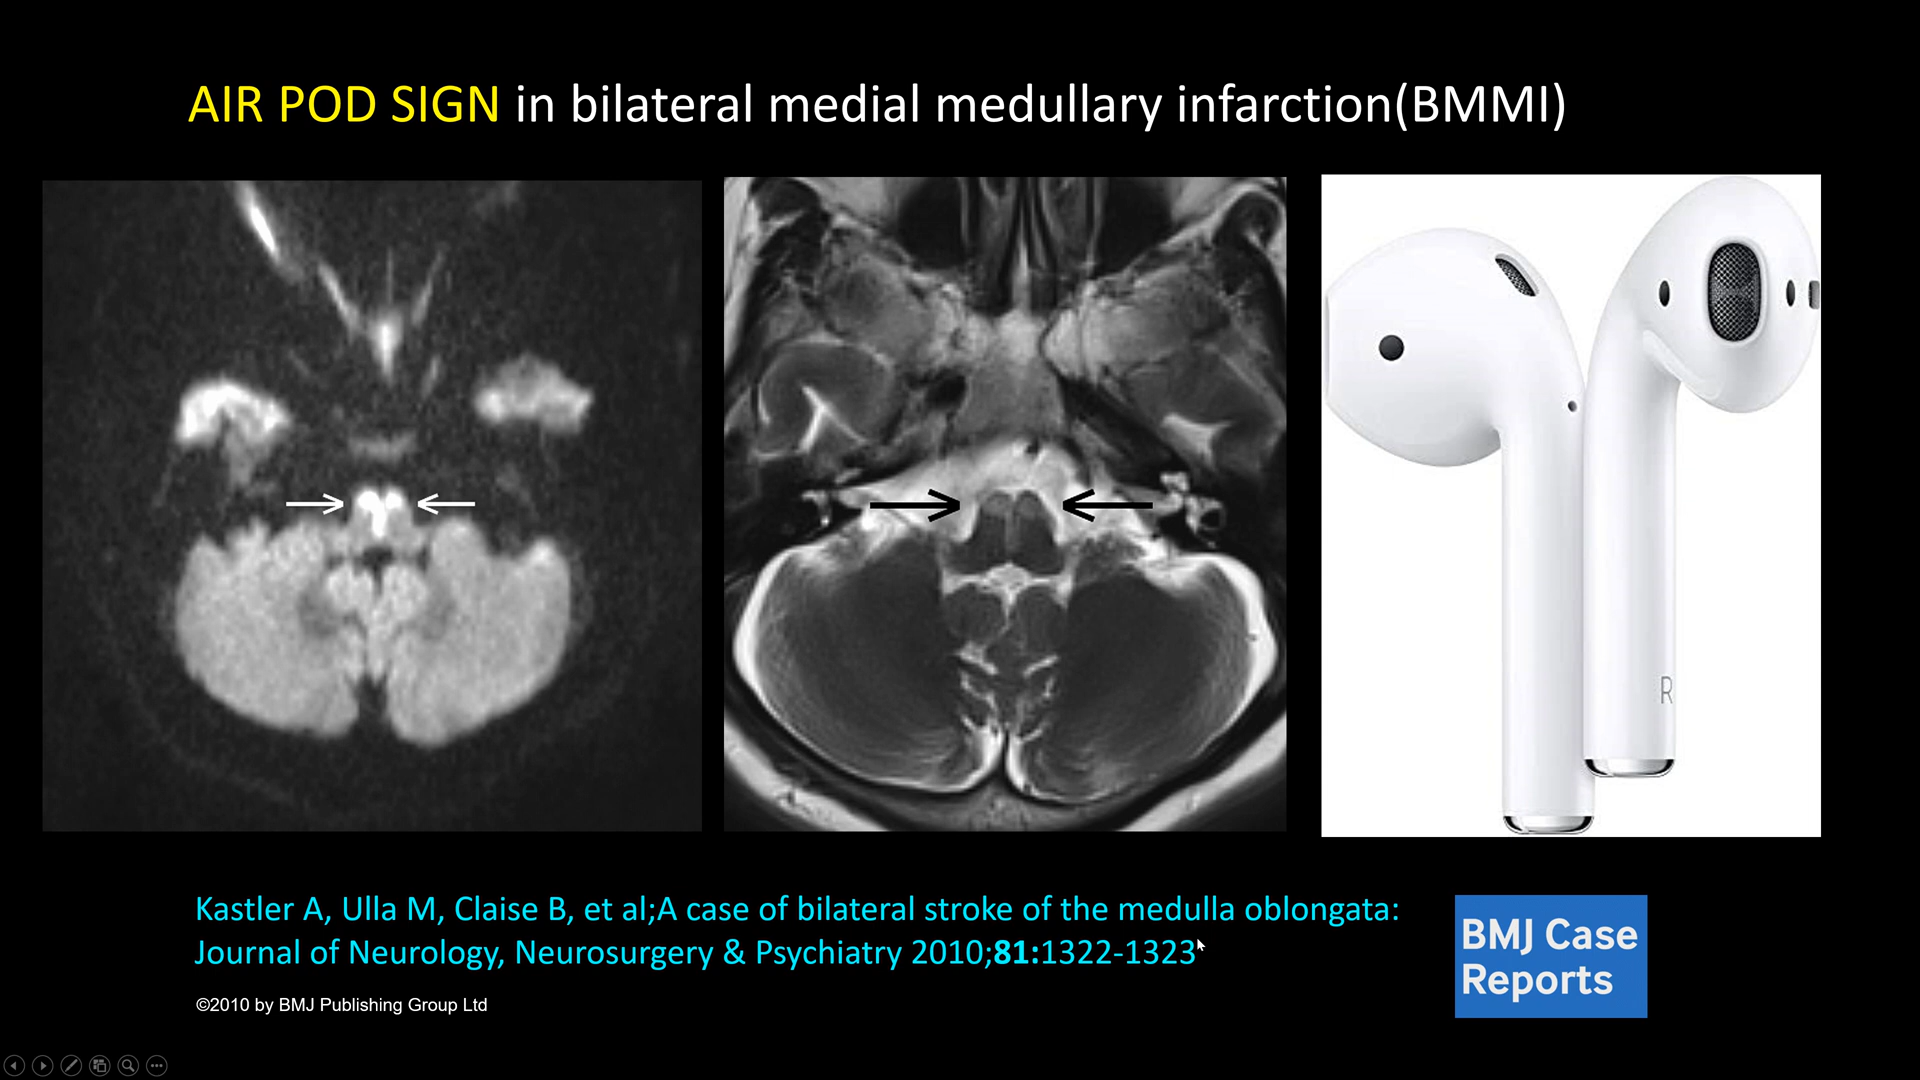 AIR POD SIGN in bilateral medial medullary infarction(BMMI)
R
Kastler A, Ulla M, Claise B, et al;A case of bilateral stroke of the medulla oblongata:
Journal of Neurology, Neurosurgery & Psychiatry 2010;81:1322-1323
BMJ Case
Reports
©2010 by BMJ Publishing Group Ltd